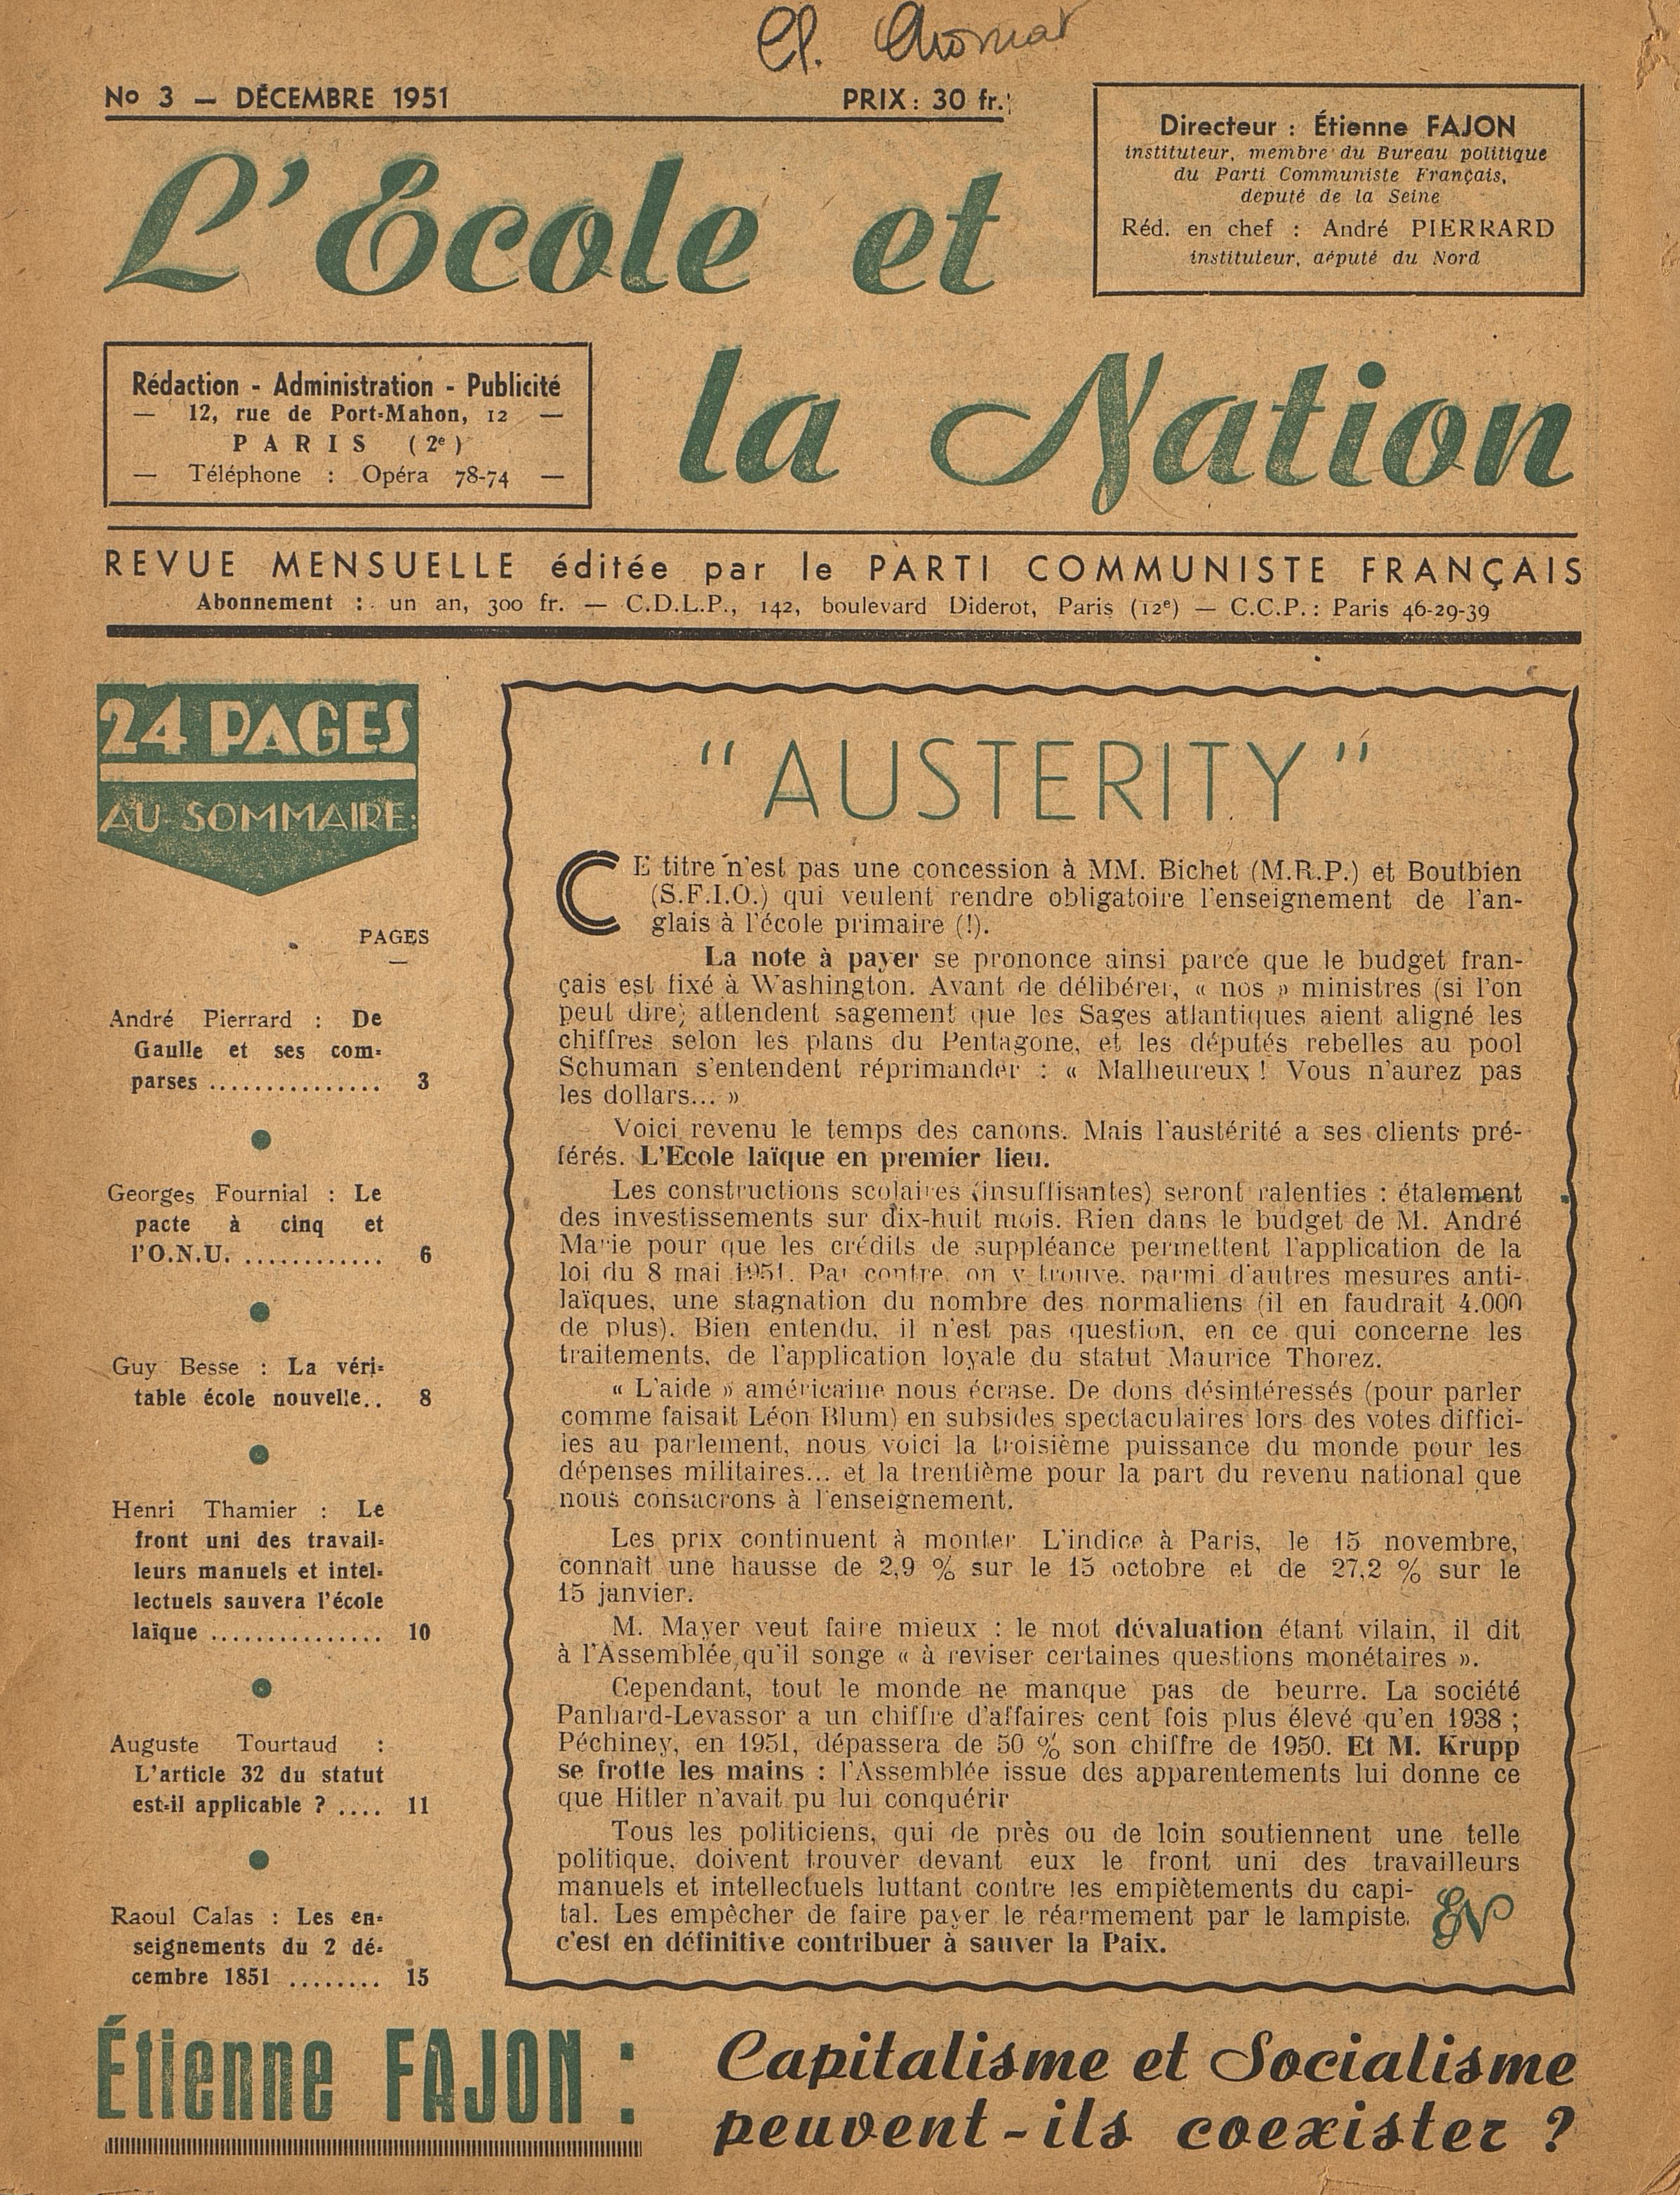 Nº 3 — DÉCEMBRE 1951
PRIX : 30 fr.
Directeur : Étienne FAJON
instituteur, membre du Bureau politique
du Parti Communiste Français,
député de la Seine
Réd. en chef : André PIERRARD
instituteur, député du Nord
L'Ecole et
la Nation
Rédaction - Administration - Publicité
— 12, rue de Port-Mahon, 12 —
PARIS (2e)
— Téléphone : Opéra 78-74 —
REVUE MENSUELLE éditée par le PARTI COMMUNISTE FRANÇAIS
Abonnement : un an, 300 fr. — C.D.L.P., 142, boulevard Diderot, Paris (12e) — C.C.P. : Paris 46-29-39
24 PAGES
AU SOMMAIRE :
PAGES
—
André Pierrard : De
Gaulle et ses com-
parses ............... 3
Georges Fournial : Le
pacte à cinq et
l'O.N.U. ............ 6
Guy Besse : La véri-
table école nouvelle.. 8
Henri Thamier : Le
front uni des travail-
leurs manuels et intel-
lectuels sauvera l'école
laïque ............... 10
Auguste Tourtaud :
L'article 32 du statut
est-il applicable ? .... 11
Raoul Calas : Les en-
seignements du 2 dé-
cembre 1851 ........ 15
"AUSTERITY"
CE titre n'est pas une concession à MM. Bichet (M.R.P.) et Boutbien
(S.F.I.O.) qui veulent rendre obligatoire l'enseignement de l'an-
glais à l'école primaire (!).
La note à payer se prononce ainsi parce que le budget fran-
çais est fixé à Washington. Avant de délibérer, « nos » ministres (si l'on
peut dire) attendent sagement que les Sages atlantiques aient aligné les
chiffres selon les plans du Pentagone, et les députés rebelles au pool
Schuman s'entendent réprimander : « Malheureux ! Vous n'aurez pas
les dollars... »
Voici revenu le temps des canons. Mais l'austérité a ses clients pré-
férés. L'Ecole laïque en premier lieu.
Les constructions scolaires (insuffisantes) seront ralenties : étalement
des investissements sur dix-huit mois. Rien dans le budget de M. André
Marie pour que les crédits de suppléance permettent l'application de la
loi du 8 mai 1951. Par contre, on y trouve, parmi d'autres mesures anti-
laïques, une stagnation du nombre des normaliens (il en faudrait 4.000
de plus). Bien entendu, il n'est pas question, en ce qui concerne les
traitements, de l'application loyale du statut Maurice Thorez.
« L'aide » américaine nous écrase. De dons désintéressés (pour parler
comme faisait Léon Blum) en subsides spectaculaires lors des votes diffici-
les au parlement, nous voici la troisième puissance du monde pour les
dépenses militaires... et la trentième pour la part du revenu national que
nous consacrons à l'enseignement.
Les prix continuent à monter. L'indice à Paris, le 15 novembre,
connaît une hausse de 2,9 % sur le 15 octobre et de 27,2 % sur le
15 janvier.
M. Mayer veut faire mieux : le mot dévaluation étant vilain, il dit
à l'Assemblée qu'il songe « à reviser certaines questions monétaires ».
Cependant, tout le monde ne manque pas de beurre. La société
Panhard-Levassor a un chiffre d'affaires cent fois plus élevé qu'en 1938 ;
Péchiney, en 1951, dépassera de 50 % son chiffre de 1950. Et M. Krupp
se frotte les mains : l'Assemblée issue des apparentements lui donne ce
que Hitler n'avait pu lui conquérir
Tous les politiciens, qui de près ou de loin soutiennent une telle
politique, doivent trouver devant eux le front uni des travailleurs
manuels et intellectuels luttant contre les empiètements du capi-
tal. Les empêcher de faire payer le réarmement par le lampiste,
c'est en définitive contribuer à sauver la Paix.
EN
Étienne FAJON :
Capitalisme et Socialisme
peuvent-ils coexister ?